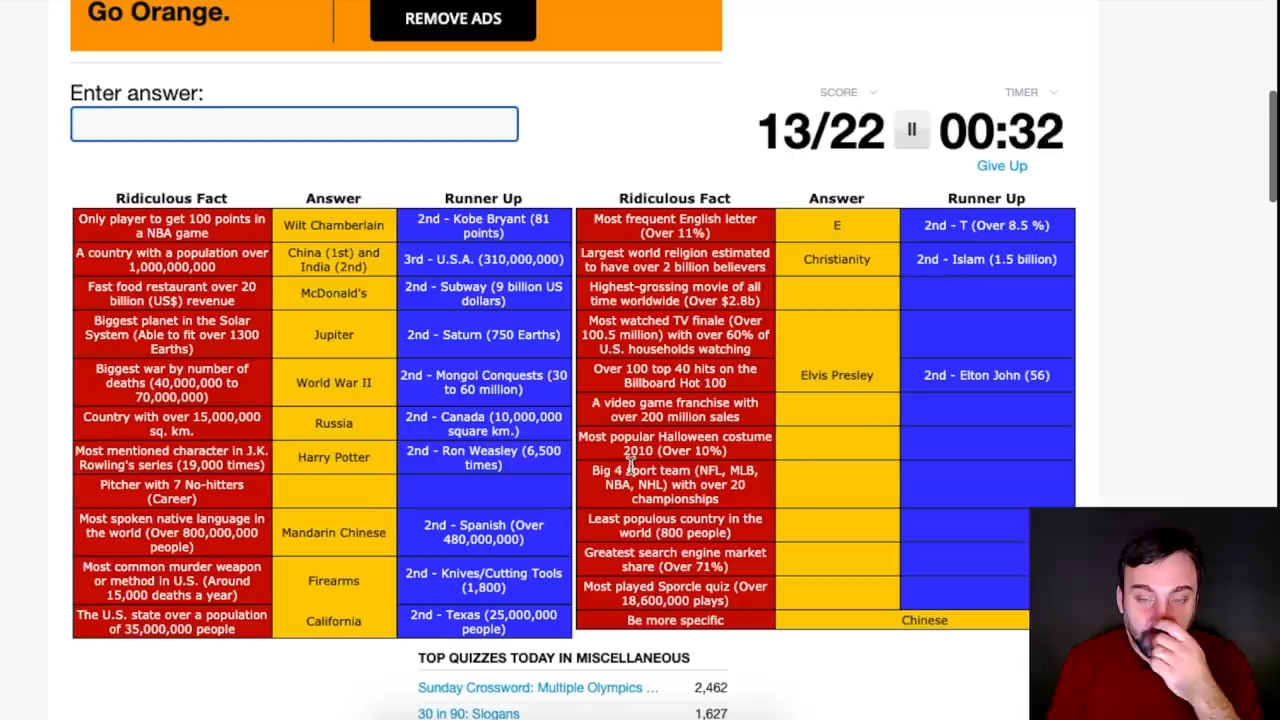 Go Orange.
REMOVE ADS
Enter answer:
SCORE
TIMER
13/22
00:32
Give Up
Ridiculous Fact
Answer
Runner Up
Only player to get 100 points in
a NBA game
Wilt Chamberlain
2nd - Kobe Bryant (81
points)
A country with a population over
1,000,000,000
China (1st) and
India (2nd)
3rd - U.S.A. (310,000,000)
Fast food restaurant over 20
billion (US$) revenue
McDonald's
2nd - Subway (9 billion US
dollars)
Biggest planet in the Solar
System (Able to fit over 1300
Earths)
Jupiter
2nd - Saturn (750 Earths)
Biggest war by number of
deaths (40,000,000 to
70,000,000)
World War II
2nd - Mongol Conquests (30
to 60 million)
Country with over 15,000,000
sq. km.
Russia
2nd - Canada (10,000,000
square km.)
Most mentioned character in J.K.
Rowling's series (19,000 times)
Harry Potter
2nd - Ron Weasley (6,500
times)
Pitcher with 7 No-hitters
(Career)
Most spoken native language in
the world (Over 800,000,000
people)
Mandarin Chinese
2nd - Spanish (Over
480,000,000)
Most common murder weapon
or method in U.S. (Around
15,000 deaths a year)
Firearms
2nd - Knives/Cutting Tools
(1,800)
The U.S. state over a population
of 35,000,000 people
California
2nd - Texas (25,000,000
people)
Ridiculous Fact
Answer
Runner Up
Most frequent English letter
(Over 11%)
E
2nd - T (Over 8.5 %)
Largest world religion estimated
to have over 2 billion believers
Christianity
2nd - Islam (1.5 billion)
Highest-grossing movie of all
time worldwide (Over $2.8b)
Most watched TV finale (Over
100.5 million) with over 60% of
U.S. households watching
Over 100 top 40 hits on the
Billboard Hot 100
Elvis Presley
2nd - Elton John (56)
A video game franchise with
over 200 million sales
Most popular Halloween costume
2010 (Over 10%)
Big 4 sport team (NFL, MLB,
NBA, NHL) with over 20
championships
Least populous country in the
world (800 people)
Greatest search engine market
share (Over 71%)
Most played Sporcle quiz (Over
18,600,000 plays)
Be more specific
Chinese
TOP QUIZZES TODAY IN MISCELLANEOUS
Sunday Crossword: Multiple Olympics ...
2,462
30 in 90: Slogans
1,627